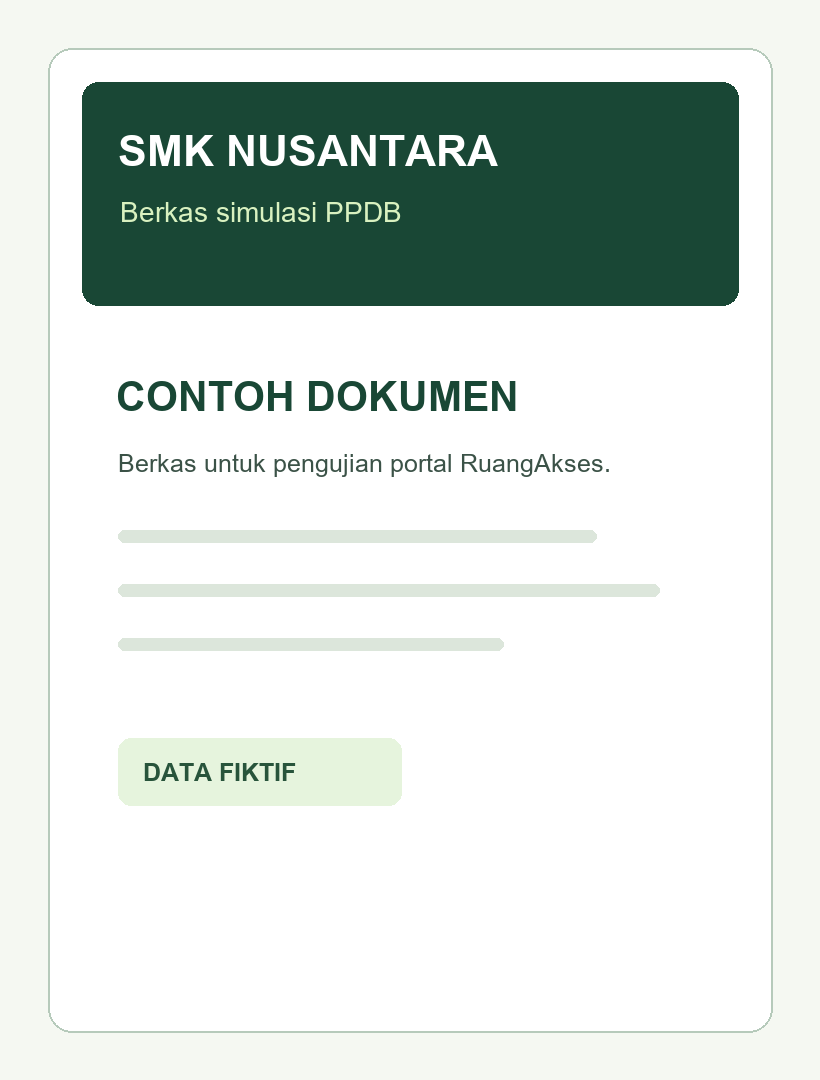 SMK NUSANTARA
Berkas simulasi PPDB
CONTOH DOKUMEN
Berkas untuk pengujian portal RuangAkses.
DATA FIKTIF